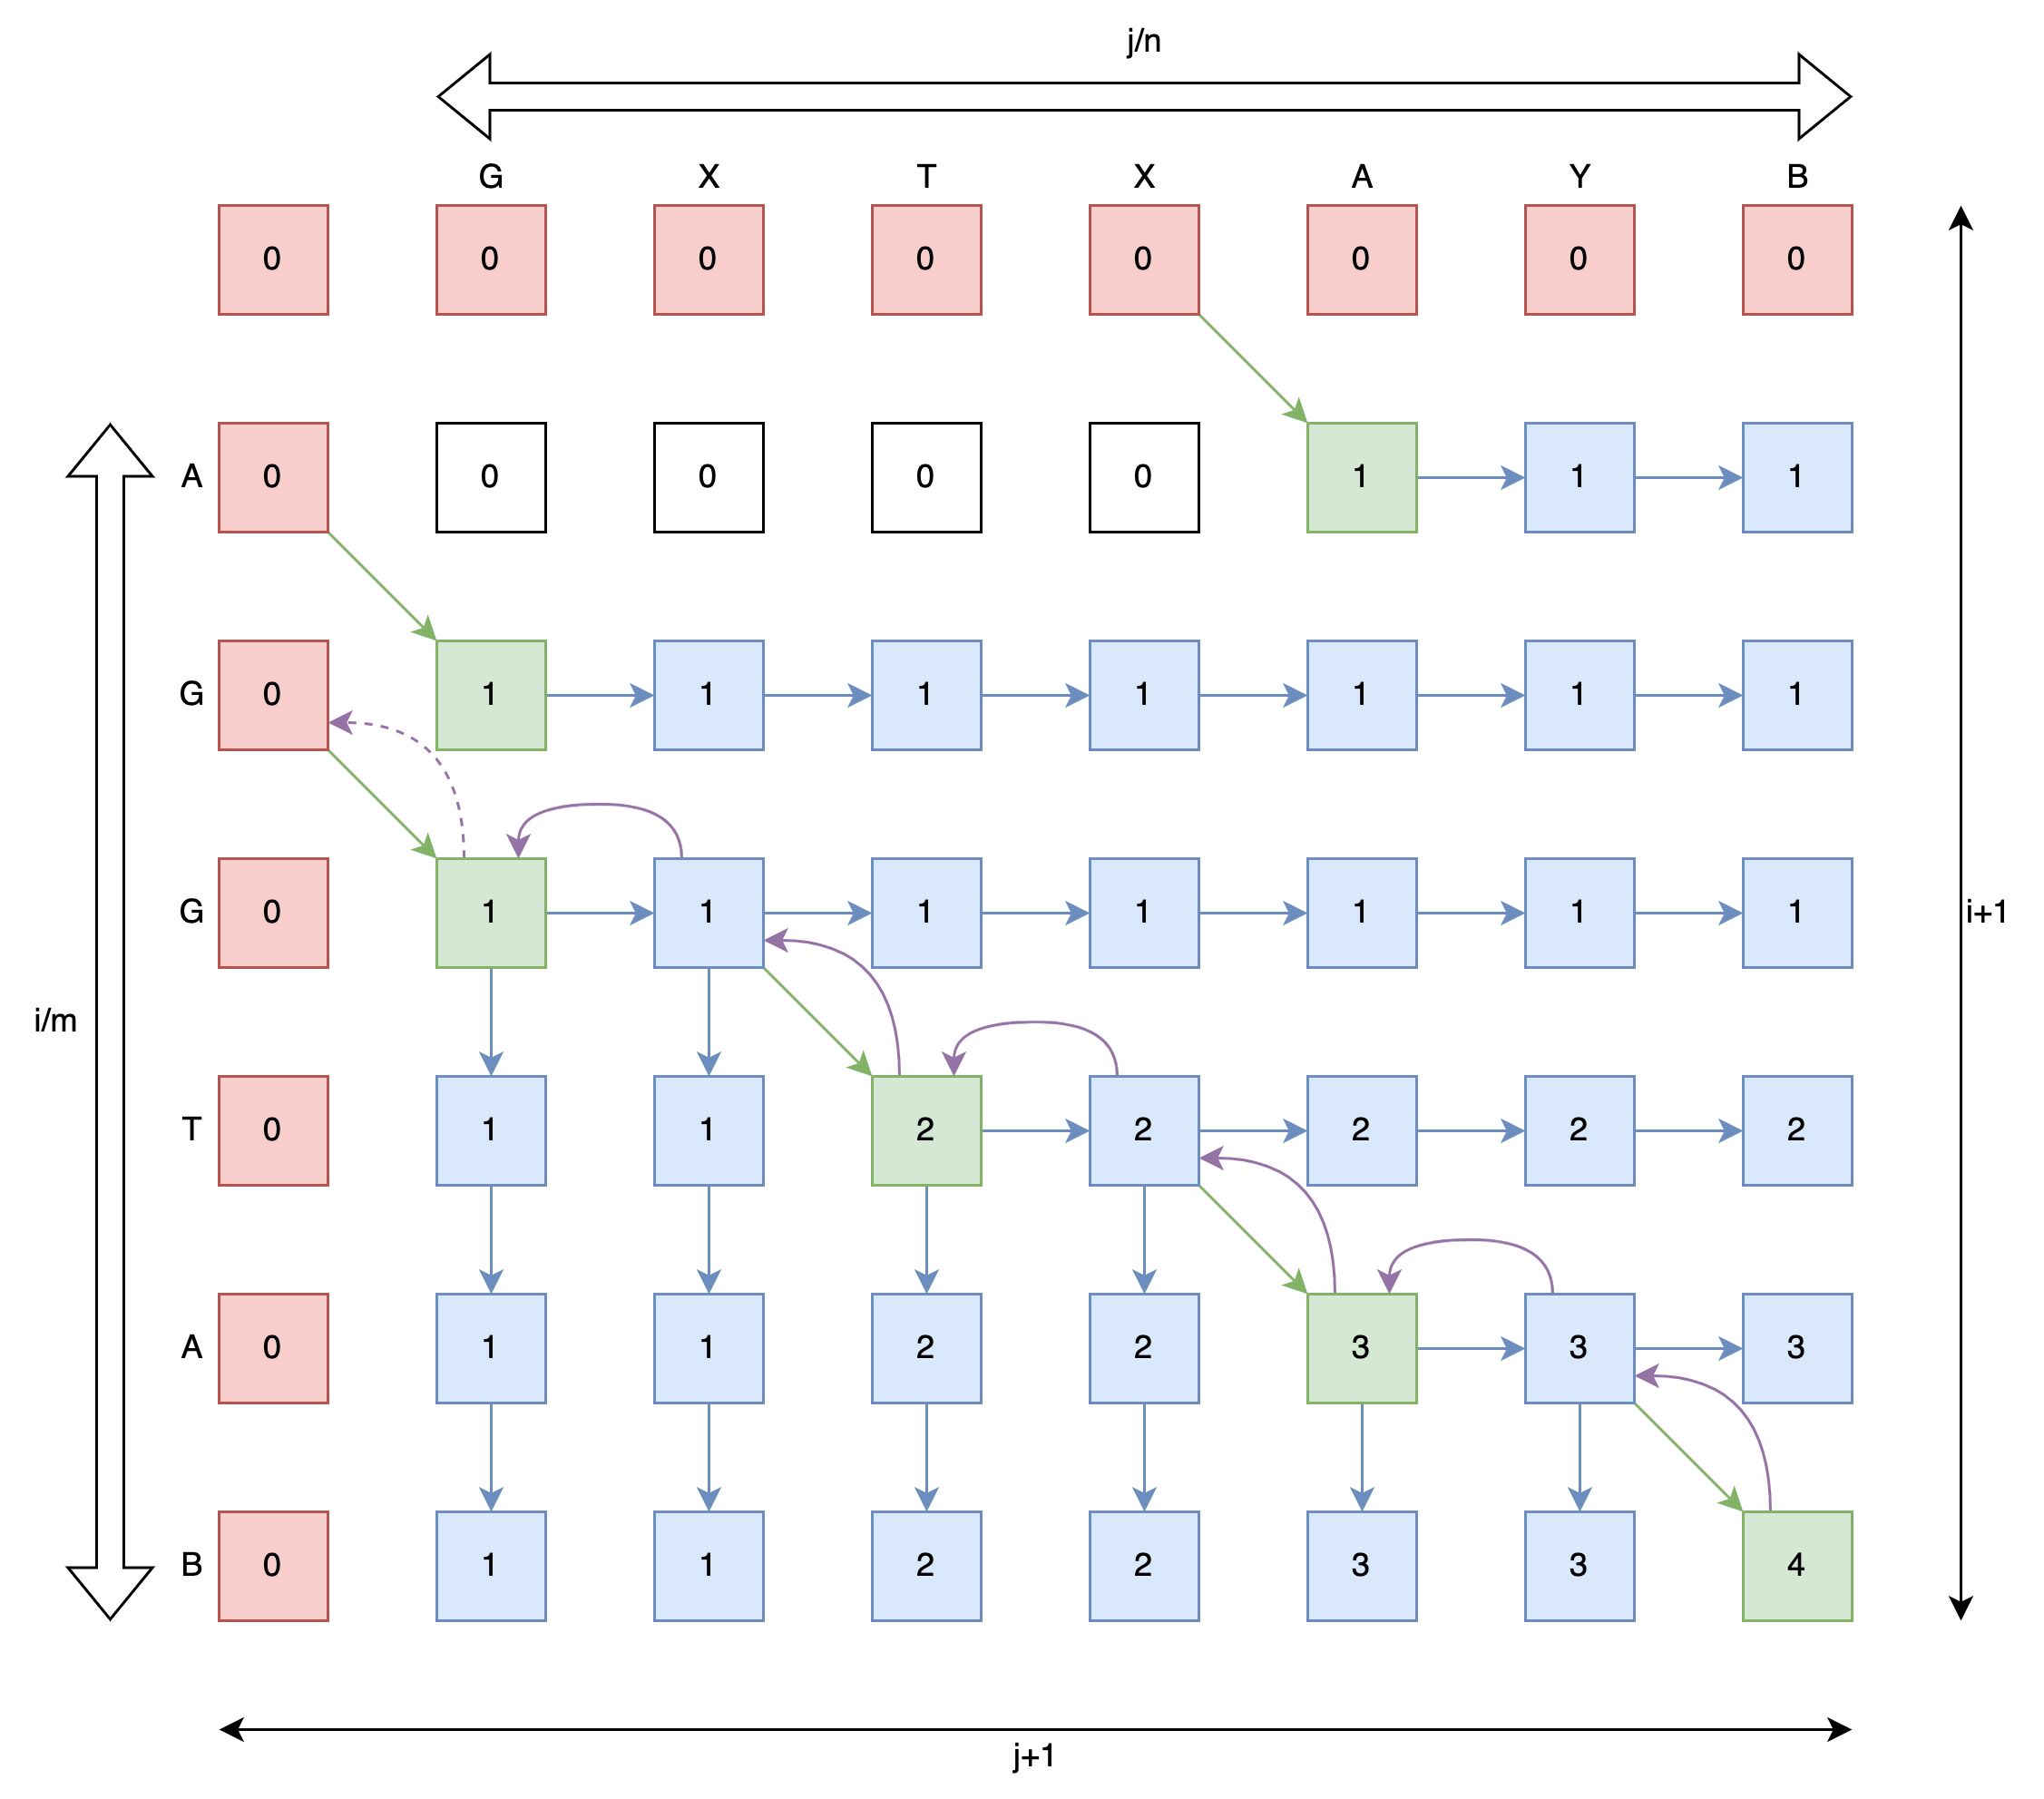 j/n
G X T X A Y B
0 0 0 0 0 0 0 0
A 0 0 0 0 0 1 1 1
G 0 1 1 1 1 1 1 1
G 0 1 1 1 1 1 1 1
i+1
i/m
T 0 1 1 2 2 2 2 2
A 0 1 1 2 2 3 3 3
B 0 1 1 2 2 3 3 4
j+1